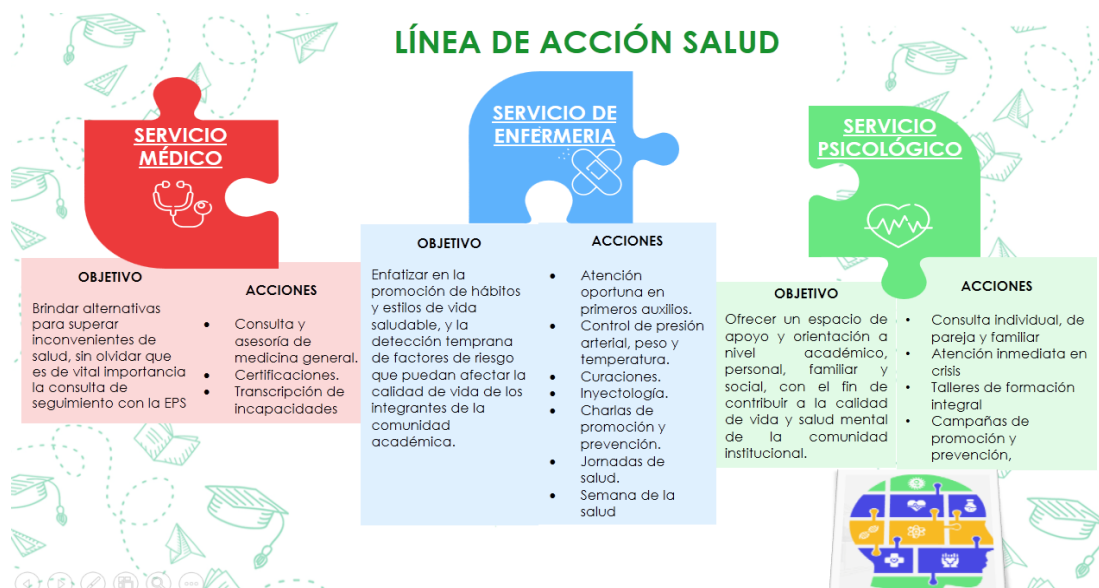 LÍNEA DE ACCIÓN SALUD
SERVICIO
MÉDICO
OBJETIVO
Brindar alternativas
para superar
inconvenientes de
salud, sin olvidar que
es de vital importancia
la consulta de
seguimiento con la EPS
ACCIONES
• Consulta y
asesoría de
medicina general.
• Certificaciones.
• Transcripción de
incapacidades
SERVICIO DE
ENFERMERIA
OBJETIVO
Enfatizar en la
promoción de hábitos
y estilos de vida
saludable, y la
detección temprana
de factores de riesgo
que puedan afectar la
calidad de vida de los
integrantes de la
comunidad
académica.
ACCIONES
• Atención
oportuna en
primeros auxilios.
• Control de presión
arterial, peso y
temperatura.
• Curaciones.
• Inyectología.
• Charlas de
promoción y
prevención.
• Jornadas de
salud.
• Semana de la
salud
SERVICIO
PSICOLÓGICO
OBJETIVO
Ofrecer un espacio de
apoyo y orientación a
nivel académico,
personal, familiar y
social, con el fin de
contribuir a la calidad
de vida y salud mental
de la comunidad
institucional.
ACCIONES
• Consulta individual, de
pareja y familiar
• Atención inmediata en
crisis
• Talleres de formación
integral
• Campañas de
promoción y
prevención,